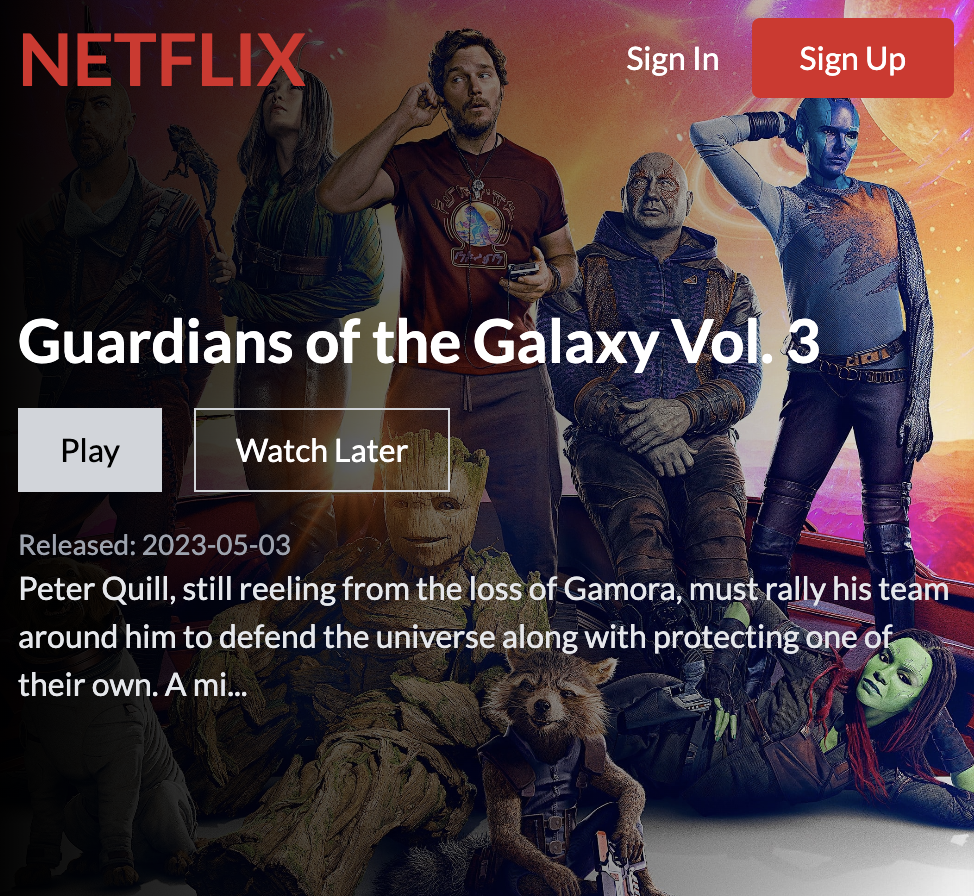 NETFLIX
Sign In
Sign Up
Guardians of the Galaxy Vol. 3
Play
Watch Later
Released: 2023-05-03
Peter Quill, still reeling from the loss of Gamora, must rally his team
around him to defend the universe along with protecting one of
their own. A mi...